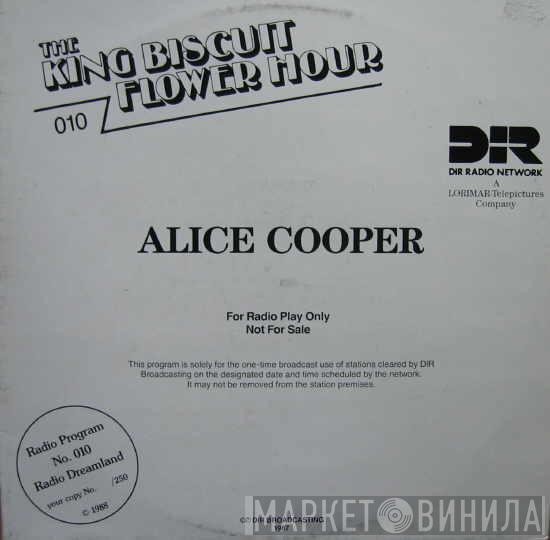 THE
KING BISCUIT
FLOWER HOUR
010
DIR
DIR RADIO NETWORK
A
LORIMAR-Telepictures
Company
ALICE COOPER
For Radio Play Only
Not For Sale
This program is solely for the one-time broadcast use of stations cleared by DIR
Broadcasting on the designated date and time scheduled by the network.
It may not be removed from the station premises.
Radio Program
No. 010
Radio Dreamland
your copy No. /250
© 1988
DIR BROADCASTING
1987
МАРКЕТ ВИНИЛА